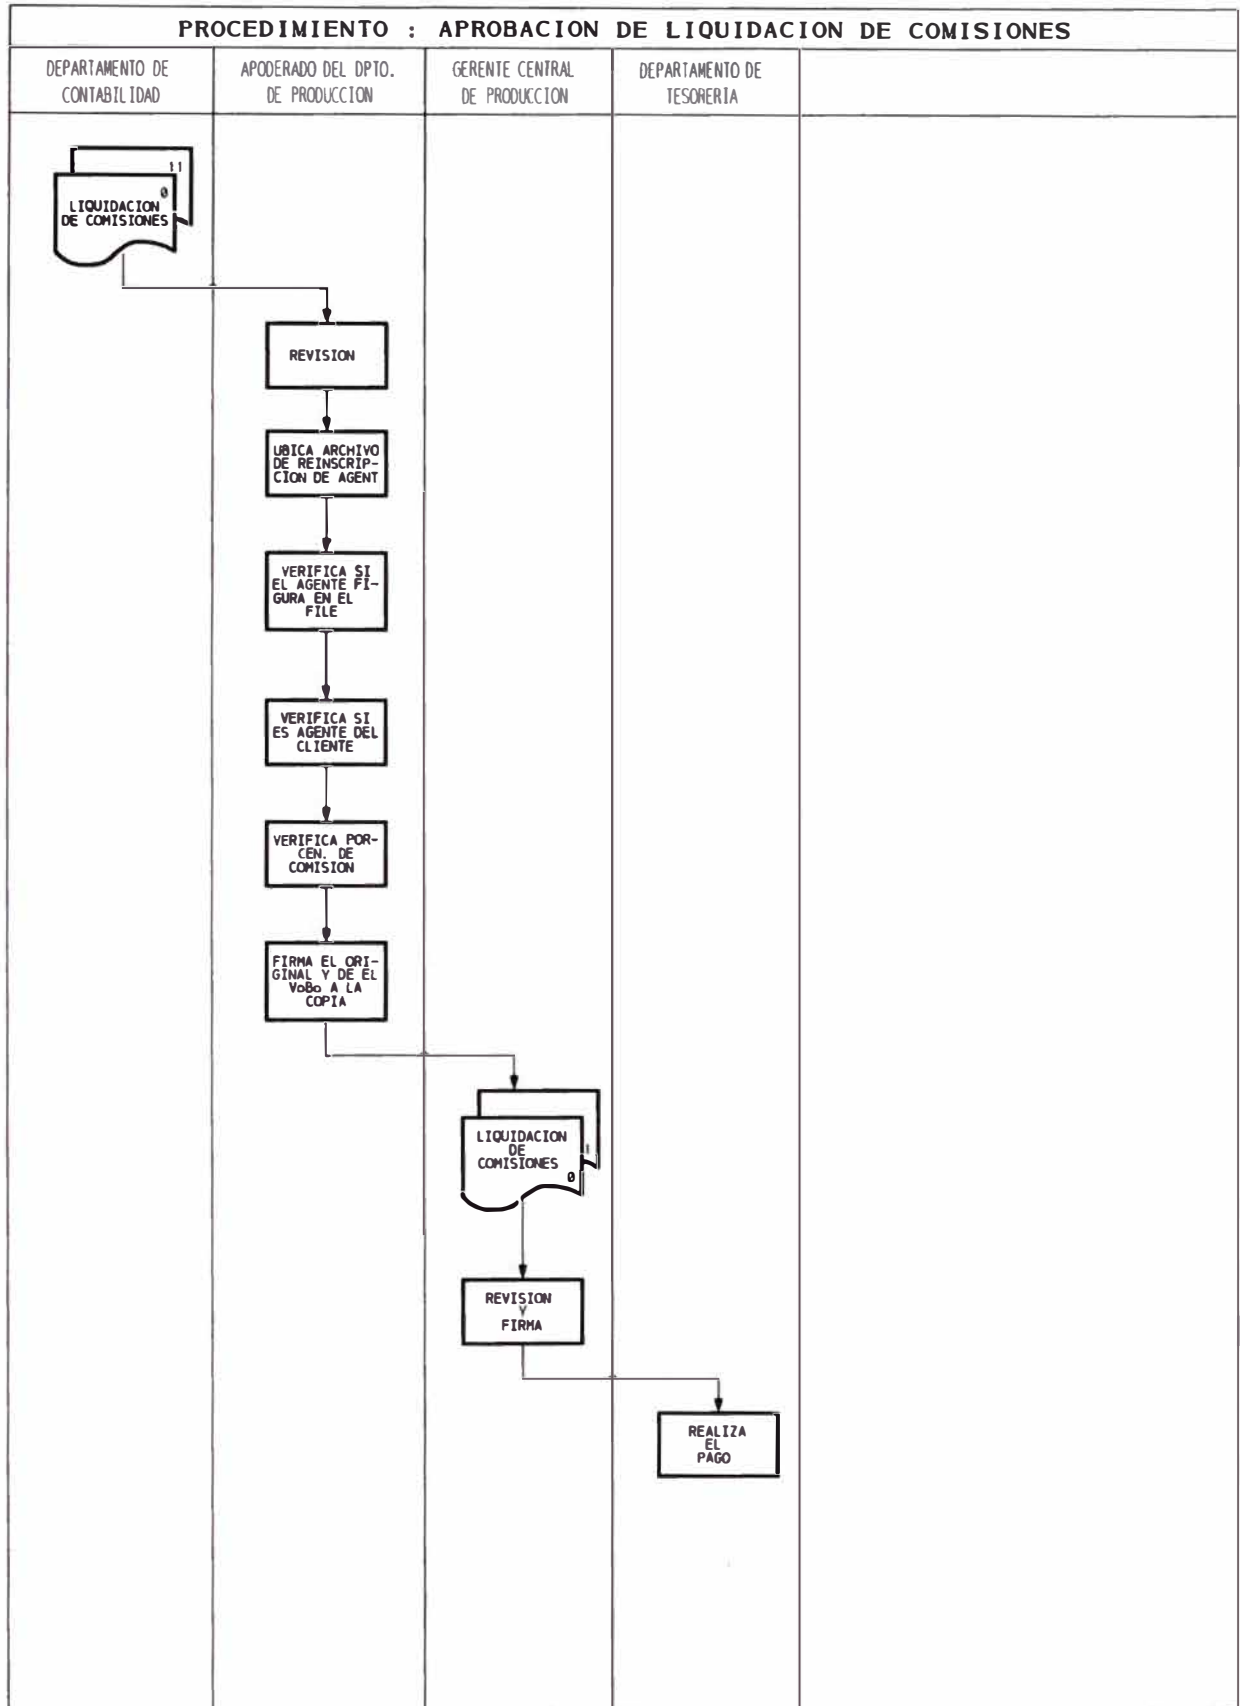 PROCEDIMIENTO : APROBACION DE LIQUIDACION DE COMISIONES
DEPARTAMENTO DE
CONTABILIDAD
APODERADO DEL DPTO.
DE PRODUCCION
GERENTE CENTRAL
DE PRODUCCION
DEPARTAMENTO DE
TESORERIA
11
0
LIQUIDACION
DE COMISIONES
REVISION
UBICA ARCHIVO
DE REINSCRIP-
CION DE AGENT
VERIFICA SI
EL AGENTE FI-
GURA EN EL
FILE
VERIFICA SI
ES AGENTE DEL
CLIENTE
VERIFICA POR-
CEN. DE
COMISION
FIRMA EL ORI-
GINAL Y DE EL
VoBo A LA
COPIA
LIQUIDACION
DE
COMISIONES
0
REVISION
Y
FIRMA
REALIZA
EL
PAGO